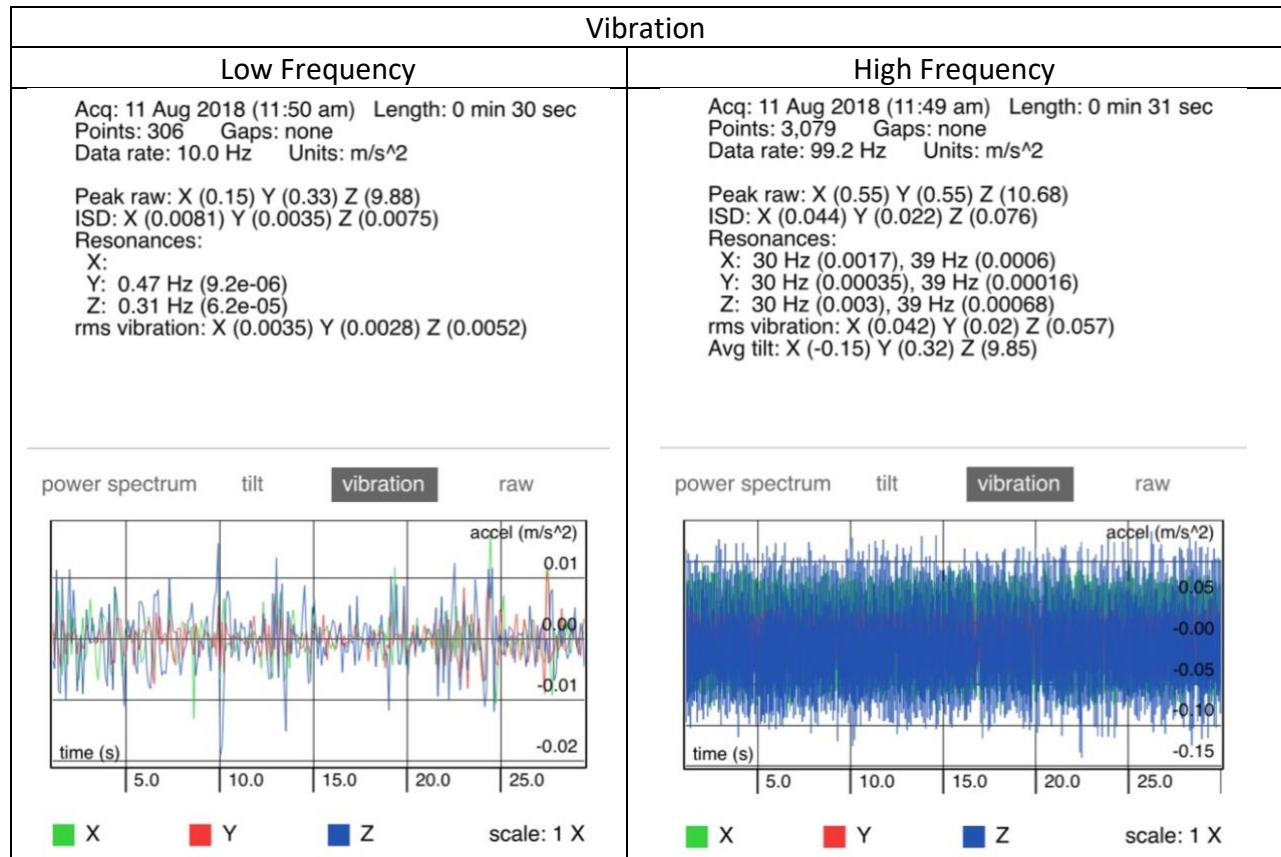 Vibration
Low Frequency
High Frequency
Acq: 11 Aug 2018 (11:50 am) Length: 0 min 30 sec
Points: 306 Gaps: none
Data rate: 10.0 Hz Units: m/s^2
Peak raw: X (0.15) Y (0.33) Z (9.88)
ISD: X (0.0081) Y (0.0035) Z (0.0075)
Resonances:
X:
Y: 0.47 Hz (9.2e-06)
Z: 0.31 Hz (6.2e-05)
rms vibration: X (0.0035) Y (0.0028) Z (0.0052)
power spectrum tilt vibration raw
accel (m/s^2)
0.01
0.00
-0.01
-0.02
time (s)
5.0 10.0 15.0 20.0 25.0
X Y Z scale: 1 X
Acq: 11 Aug 2018 (11:49 am) Length: 0 min 31 sec
Points: 3,079 Gaps: none
Data rate: 99.2 Hz Units: m/s^2
Peak raw: X (0.55) Y (0.55) Z (10.68)
ISD: X (0.044) Y (0.022) Z (0.076)
Resonances:
X: 30 Hz (0.0017), 39 Hz (0.0006)
Y: 30 Hz (0.00035), 39 Hz (0.00016)
Z: 30 Hz (0.003), 39 Hz (0.00068)
rms vibration: X (0.042) Y (0.02) Z (0.057)
Avg tilt: X (-0.15) Y (0.32) Z (9.85)
power spectrum tilt vibration raw
accel (m/s^2)
0.05
-0.00
-0.05
-0.10
-0.15
time (s)
5.0 10.0 15.0 20.0 25.0
X Y Z scale: 1 X